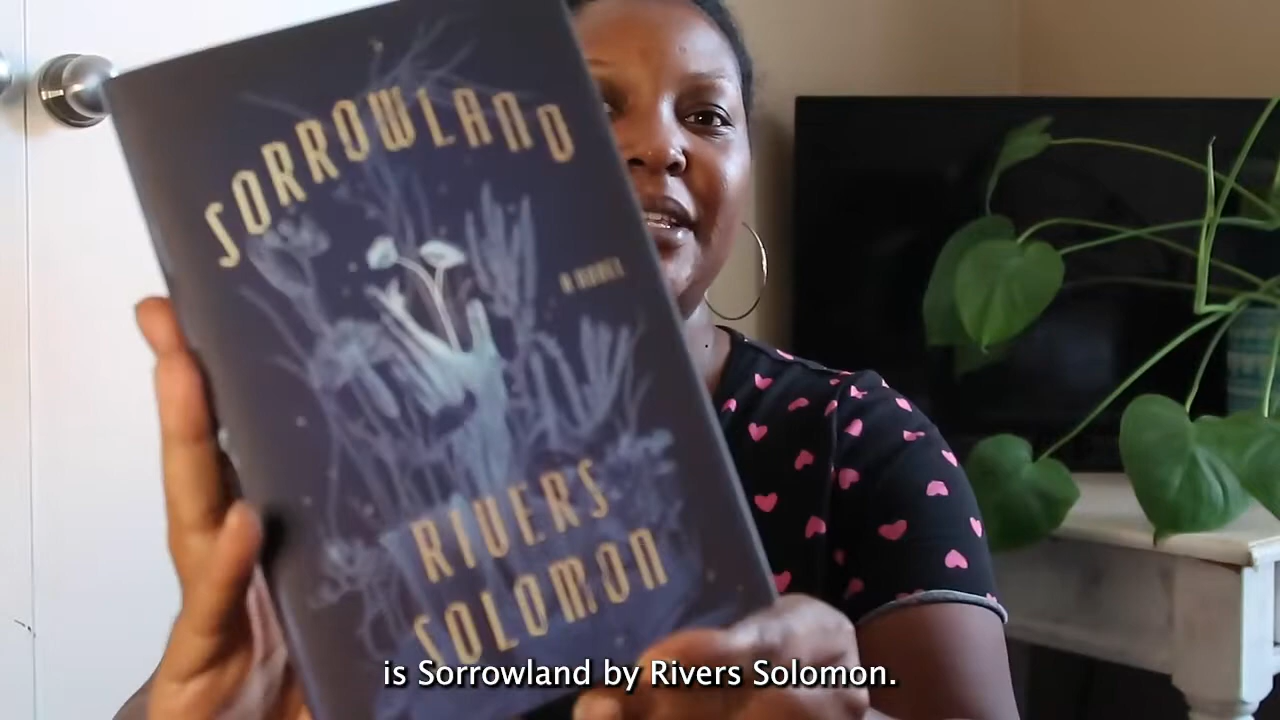 SORROWLAND
A NOVEL
RIVERS
SOLOMON
is Sorrowland by Rivers Solomon.